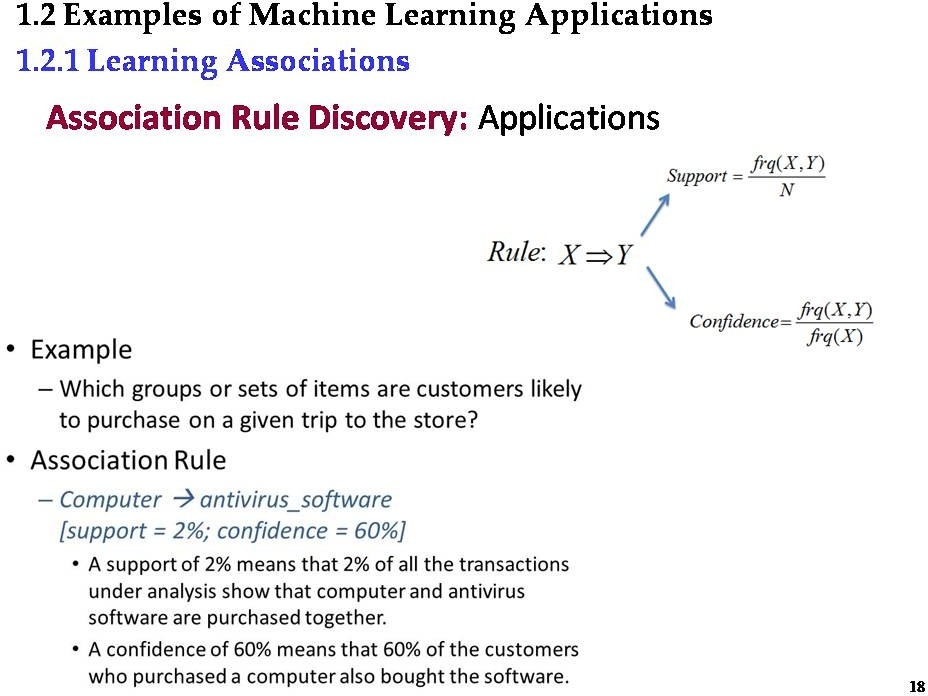 1.2 Examples of Machine Learning Applications
1.2.1 Learning Associations
Association Rule Discovery: Applications
Support = frq(X,Y) / N
Rule: X ⇒ Y
Confidence= frq(X,Y) / frq(X)
• Example
– Which groups or sets of items are customers likely
to purchase on a given trip to the store?
• Association Rule
– Computer → antivirus_software
[support = 2%; confidence = 60%]
• A support of 2% means that 2% of all the transactions
under analysis show that computer and antivirus
software are purchased together.
• A confidence of 60% means that 60% of the customers
who purchased a computer also bought the software.
18